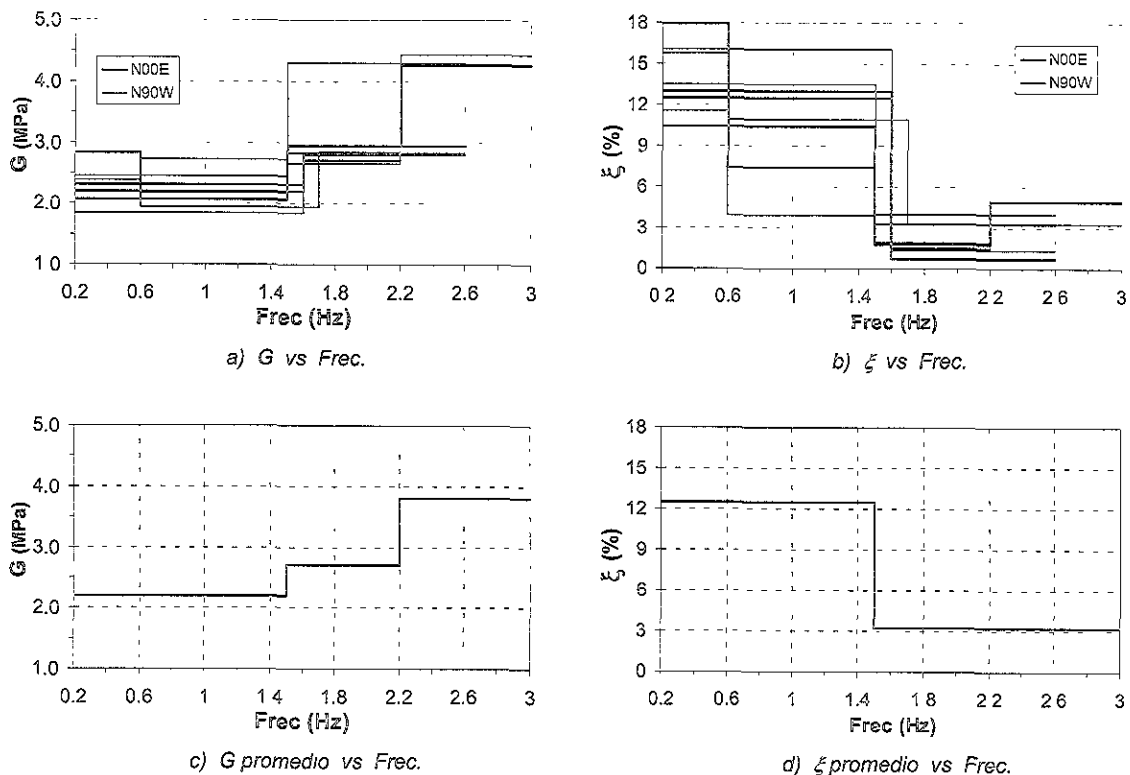 5.0
4.0
3.0
2.0
1.0
G (MPa)
N00E
N90W
0.2 0.6 1 1.4 1.8 2.2 2.6 3
Frec (Hz)
a) G vs Frec.
18
15
12
9
6
3
0
ξ (%)
N00E
N90W
0.2 0.6 1 1.4 1.8 2 2 2.6 3
Frec (Hz)
b) ξ vs Frec.
5.0
4.0
3.0
2.0
1.0
G (MPa)
0.2 0.6 1 1 4 1.8 2.2 2.6 3
Frec (Hz)
c) G promedio vs Frec.
18
15
12
9
6
3
0
ξ (%)
0.2 0.6 1 1.4 1.8 2 2 2.6 3
Frec (Hz)
d) ξ promedio vs Frec.